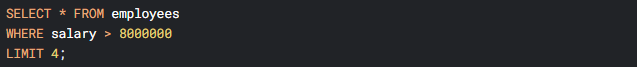 SELECT * FROM employees
WHERE salary > 8000000
LIMIT 4;